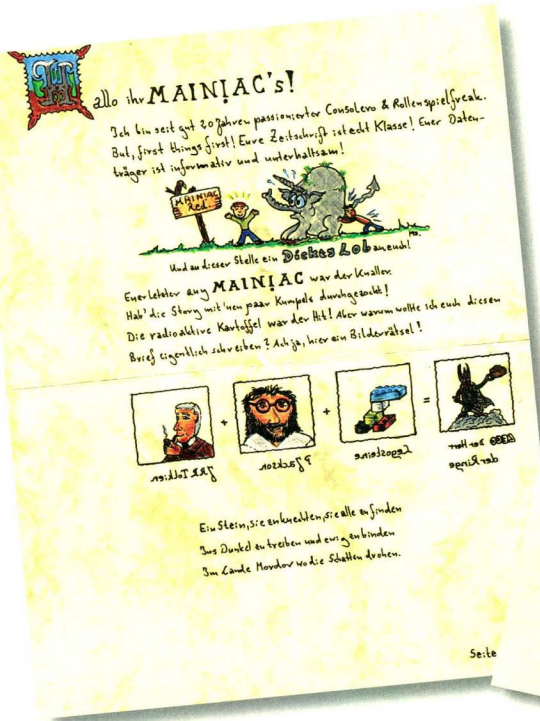 Hallo ihr MAINIAC's!
Ich bin seit gut 20 Jahren passionierter Consolero & Rollenspielfreak.
But, first things first! Eure Zeitschrift ist echt Klasse! Euer Daten-
träger ist informativ und unterhaltsam!
MAINIAC
Red.
Und an dieser Stelle ein Dickes Lob an euch!
Euer Letzter MAINIAC war der Knaller.
Hab' die Story mit 'nen paar Kumpels durchgezockt!
Die radioaktive Kartoffel war der Hit! Aber warum wollte ich euch diesen
Brief eigentlich schreiben? Ach ja, hier ein Bilderrätsel!
+ + =
JRR Tolkien
P Jackson
Legosteine
LEGO Der Herr
der Ringe
Ein Stein, sie zu knechten, sie alle zu finden
Ins Dunkel zu treiben und ewig zu binden
Im Lande Mordor wo die Schatten drohen.
Seite